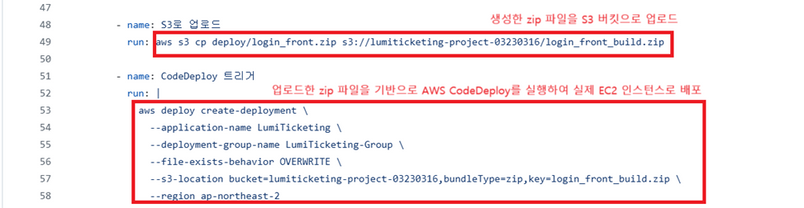 47
생성한 zip 파일을 S3 버킷으로 업로드
48 - name: S3로 업로드
49 run: aws s3 cp deploy/login_front.zip s3://lumiticketing-project-03230316/login_front_build.zip
50
51 - name: CodeDeploy 트리거
업로드한 zip 파일을 기반으로 AWS CodeDeploy를 실행하여 실제 EC2 인스턴스로 배포
52 run: |
53 aws deploy create-deployment \
54 --application-name LumiTicketing \
55 --deployment-group-name LumiTicketing-Group \
56 --file-exists-behavior OVERWRITE \
57 --s3-location bucket=lumiticketing-project-03230316,bundleType=zip,key=login_front_build.zip \
58 --region ap-northeast-2